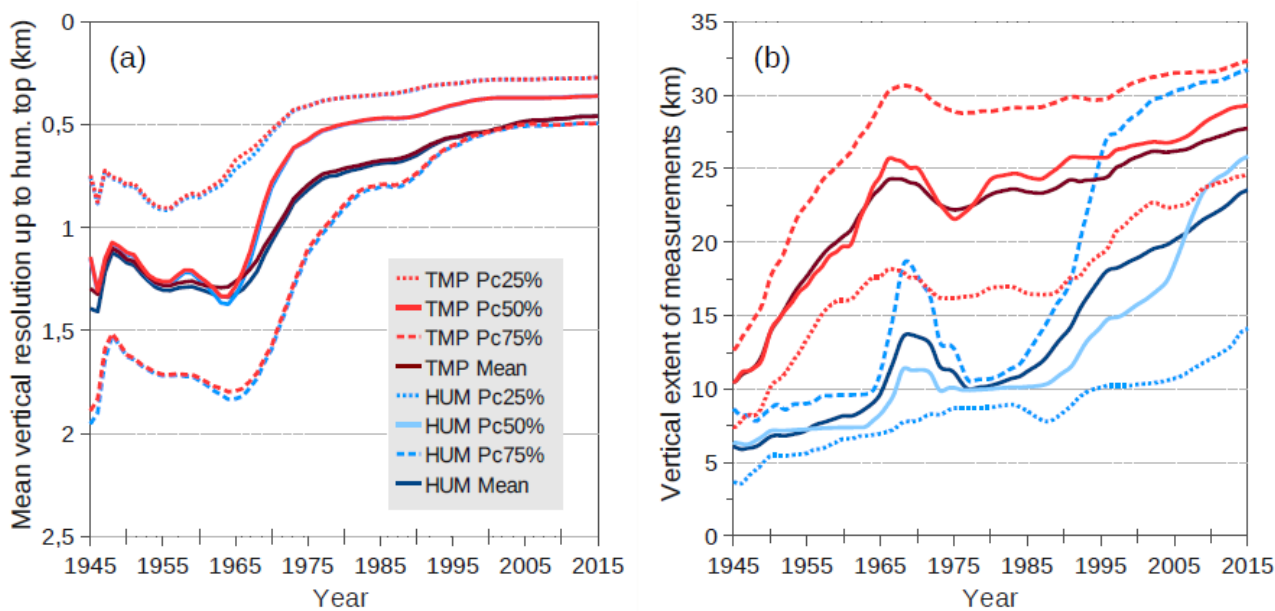 Mean vertical resolution up to hum. top (km)
(a)
0
0,5
1
1,5
2
2,5
1945 1955 1965 1975 1985 1995 2005 2015
Year
TMP Pc25%
TMP Pc50%
TMP Pc75%
TMP Mean
HUM Pc25%
HUM Pc50%
HUM Pc75%
HUM Mean
Vertical extent of measurements (km)
(b)
35
30
25
20
15
10
5
0
1945 1955 1965 1975 1985 1995 2005 2015
Year